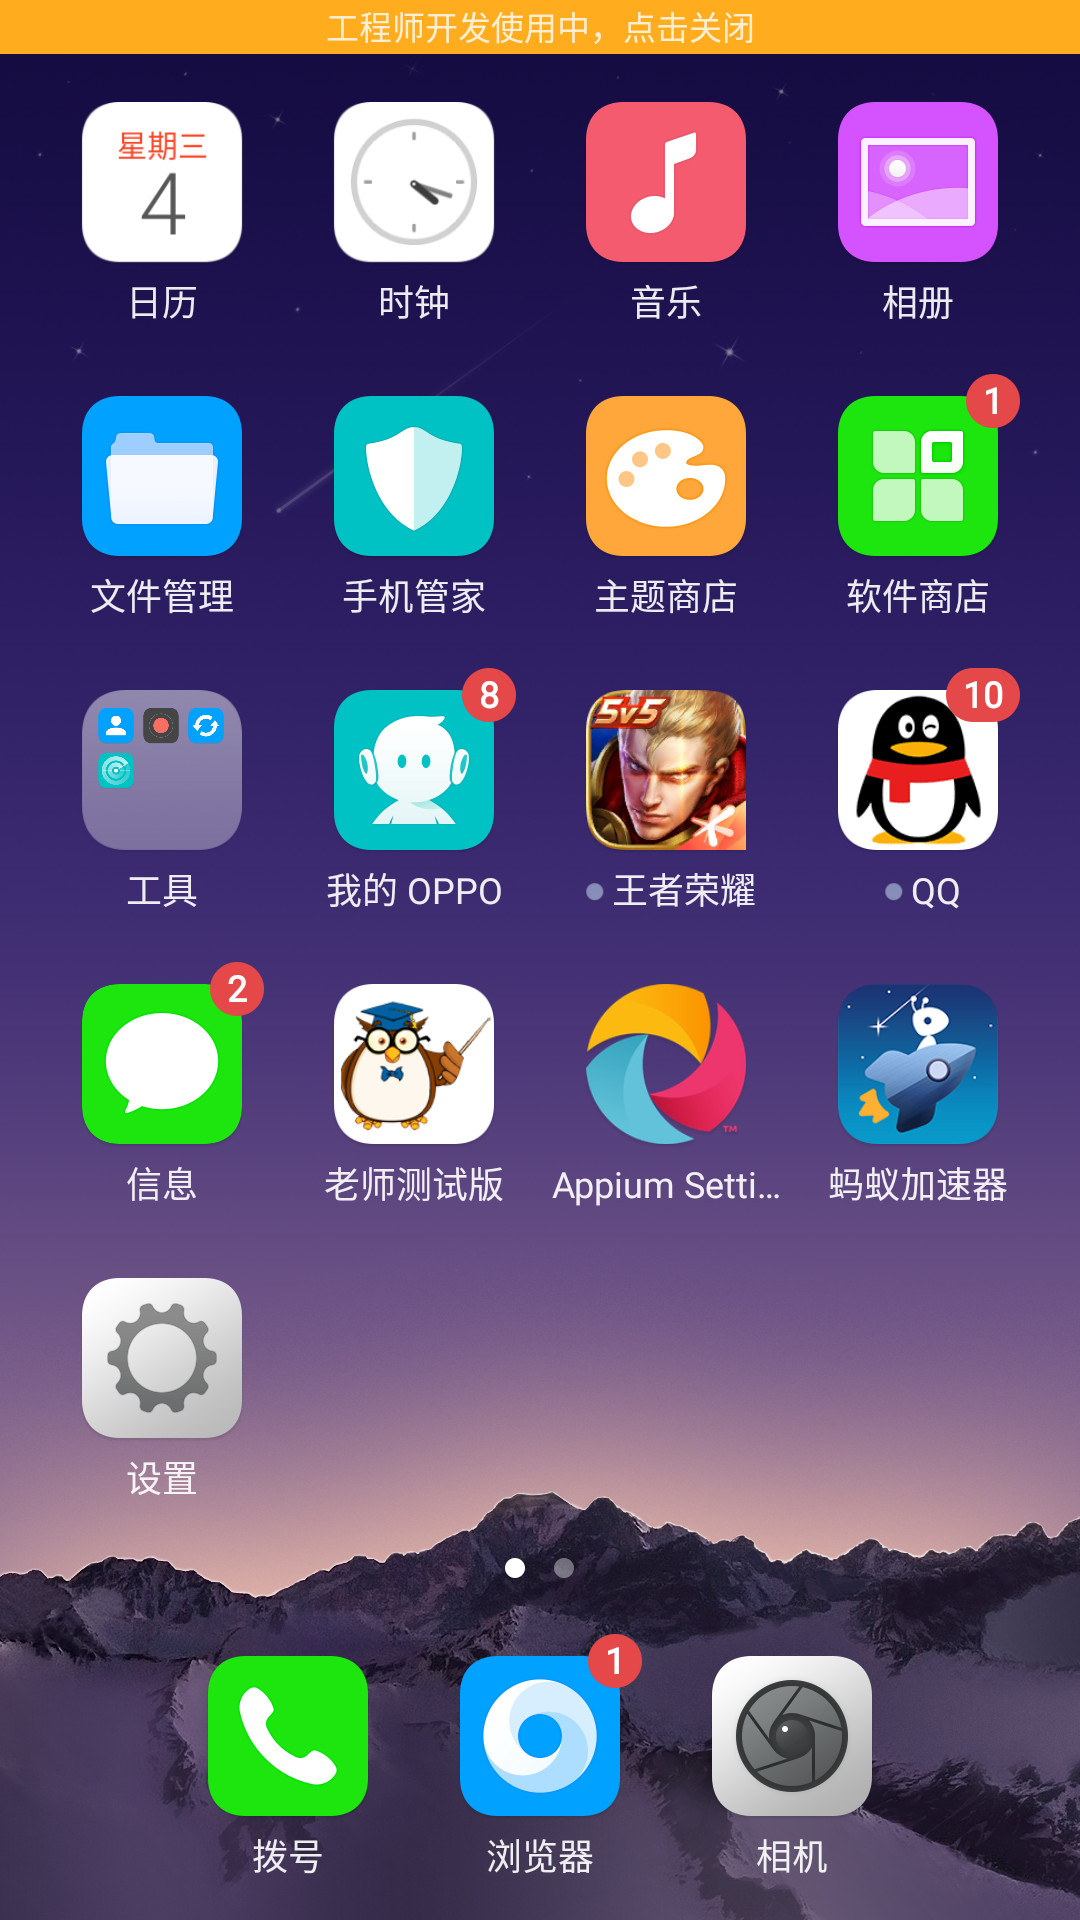 工程师开发使用中，点击关闭
星期三
4
日历
时钟
音乐
相册
1
文件管理
手机管家
主题商店
软件商店
8
5v5
10
工具
我的 OPPO
王者荣耀
QQ
2
TM
信息
老师测试版
Appium Setti...
蚂蚁加速器
设置
1
拨号
浏览器
相机